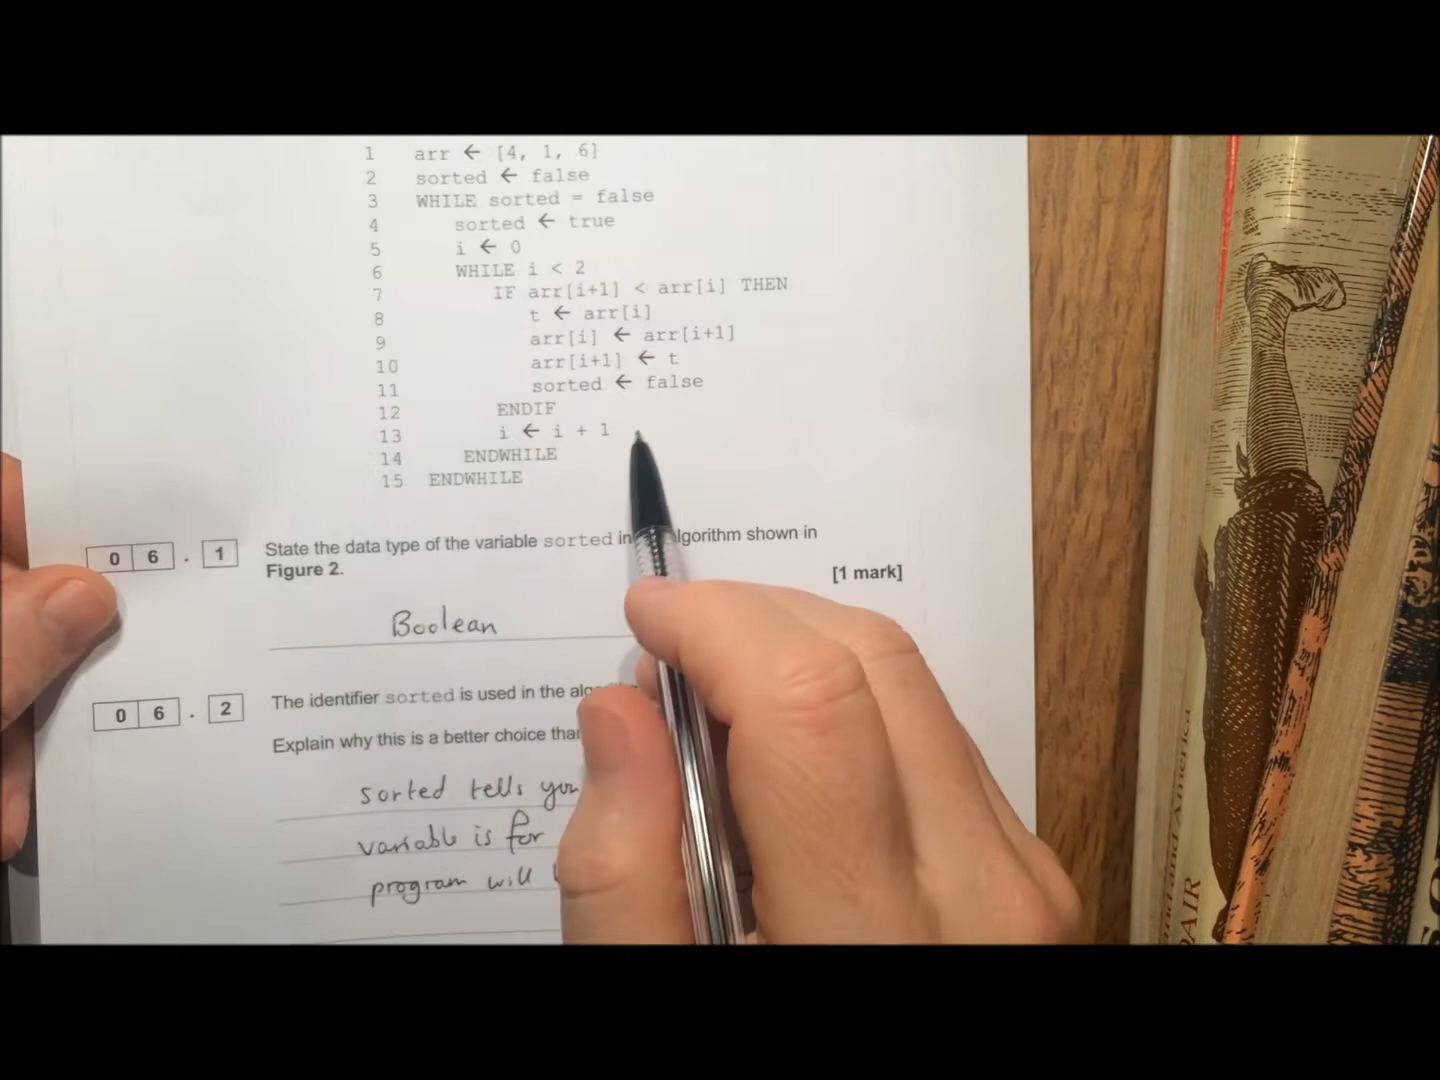 1 arr ← [4, 1, 6]
2 sorted ← false
3 WHILE sorted = false
4 sorted ← true
5 i ← 0
6 WHILE i < 2
7 IF arr[i+1] < arr[i] THEN
8 t ← arr[i]
9 arr[i] ← arr[i+1]
10 arr[i+1] ← t
11 sorted ← false
12 ENDIF
13 i ← i + 1
14 ENDWHILE
15 ENDWHILE
0 6 . 1 State the data type of the variable sorted in algorithm shown in
Figure 2.
[1 mark]
Boolean
0 6 . 2 The identifier sorted is used in the
Explain why this is a better choice
sorted tells you
variable is for
program will
and America
PAIR